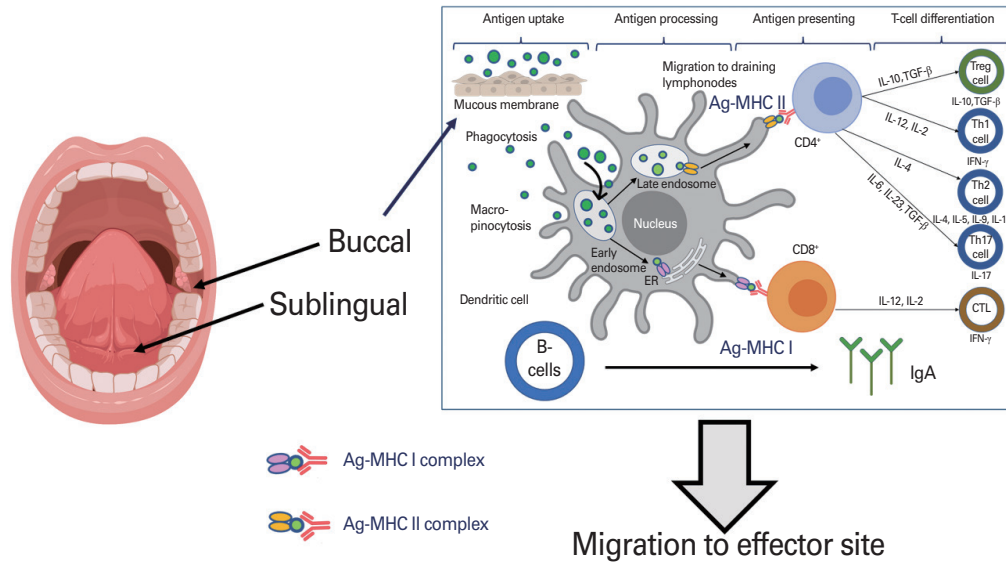 Antigen uptake
Antigen processing
Antigen presenting
T-cell differentiation
Mucous membrane
Migration to draining
lymphonodes
Ag-MHC II
CD4⁺
IL-10, TGF-β
Treg
cell
IL-10, TGF-β
IL-12, IL-2
Th1
cell
IFN-γ
IL-4
Th2
cell
IL-4, IL-5, IL-9, IL-1
IL-6, IL-23, TGF-β
Th17
cell
IL-17
Phagocytosis
Late endosome
Macro-
pinocytosis
Nucleus
Early
endosome
ER
CD8⁺
IL-12, IL-2
CTL
IFN-γ
Dendritic cell
Ag-MHC I
B-
cells
IgA
Buccal
Sublingual
Ag-MHC I complex
Ag-MHC II complex
Migration to effector site